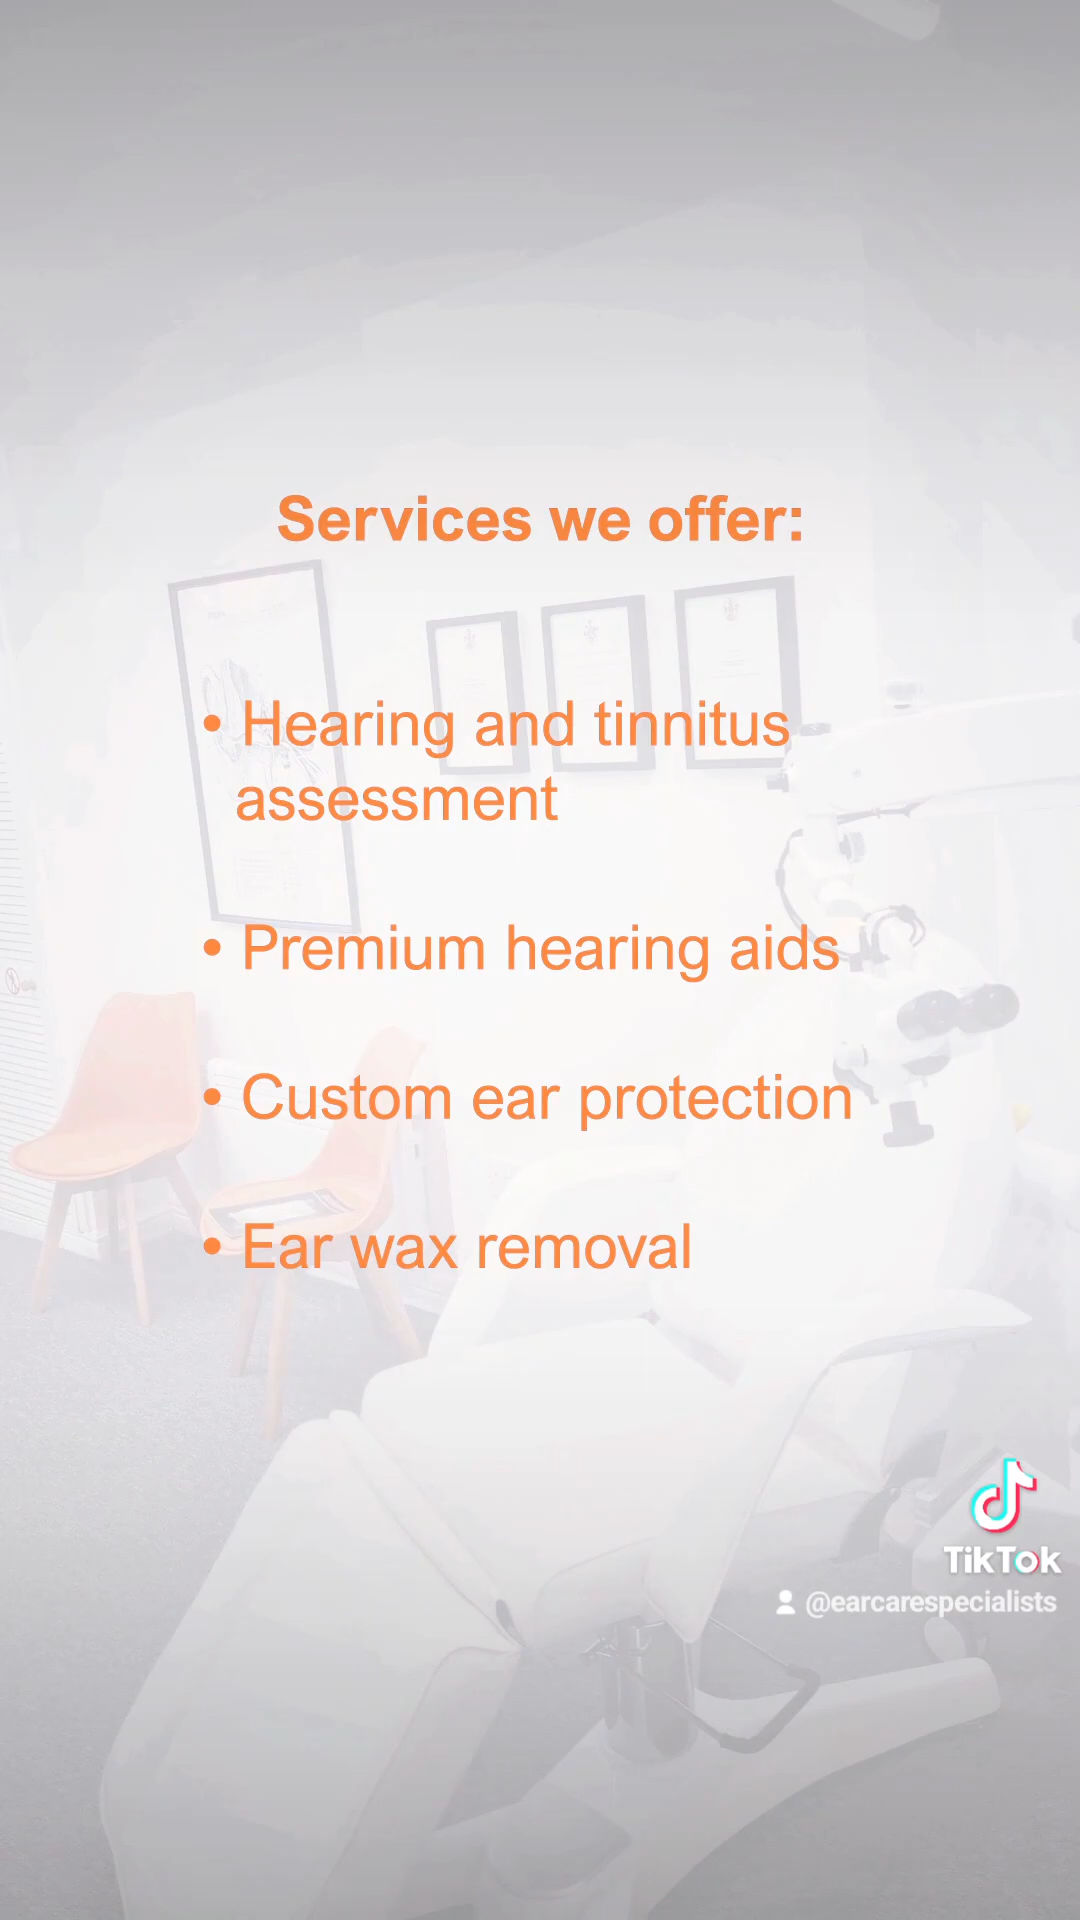 Services we offer:
• Hearing and tinnitus
assessment
• Premium hearing aids
• Custom ear protection
• Ear wax removal
TikTok
@earcarespecialists